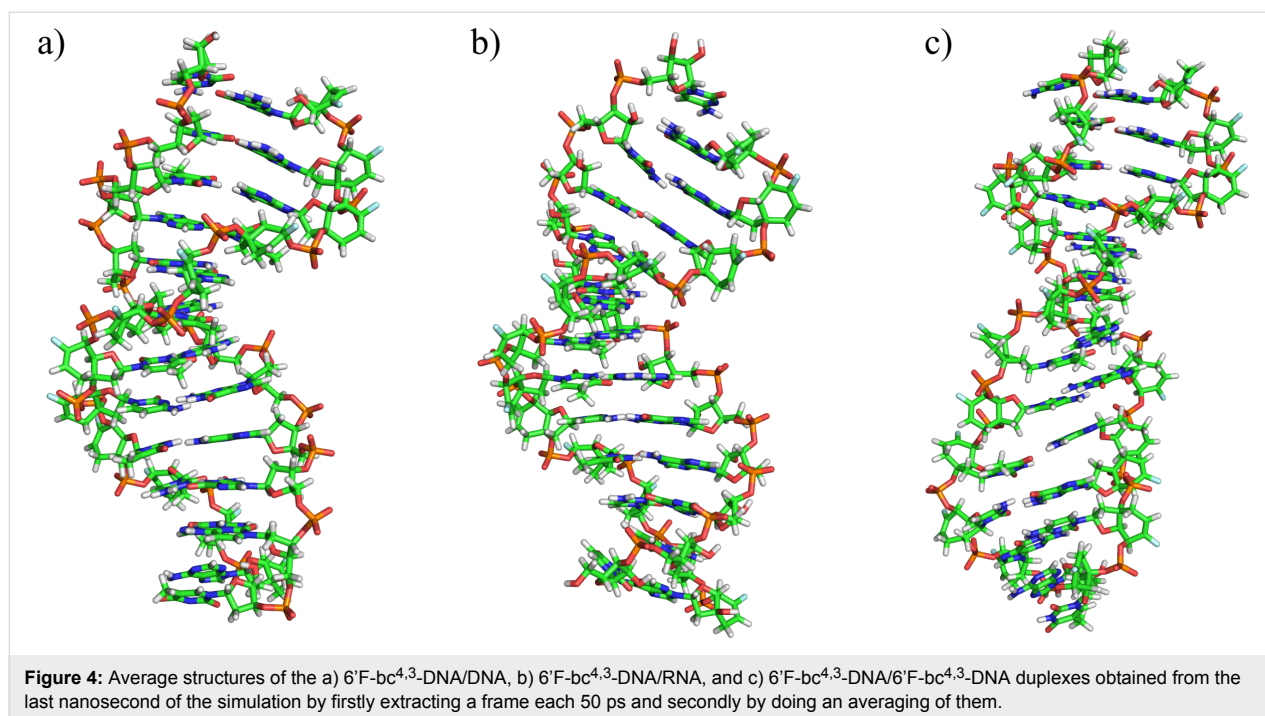 a) b) c)
Figure 4: Average structures of the a) 6’F-bc⁴,³-DNA/DNA, b) 6’F-bc⁴,³-DNA/RNA, and c) 6’F-bc⁴,³-DNA/6’F-bc⁴,³-DNA duplexes obtained from the
last nanosecond of the simulation by firstly extracting a frame each 50 ps and secondly by doing an averaging of them.